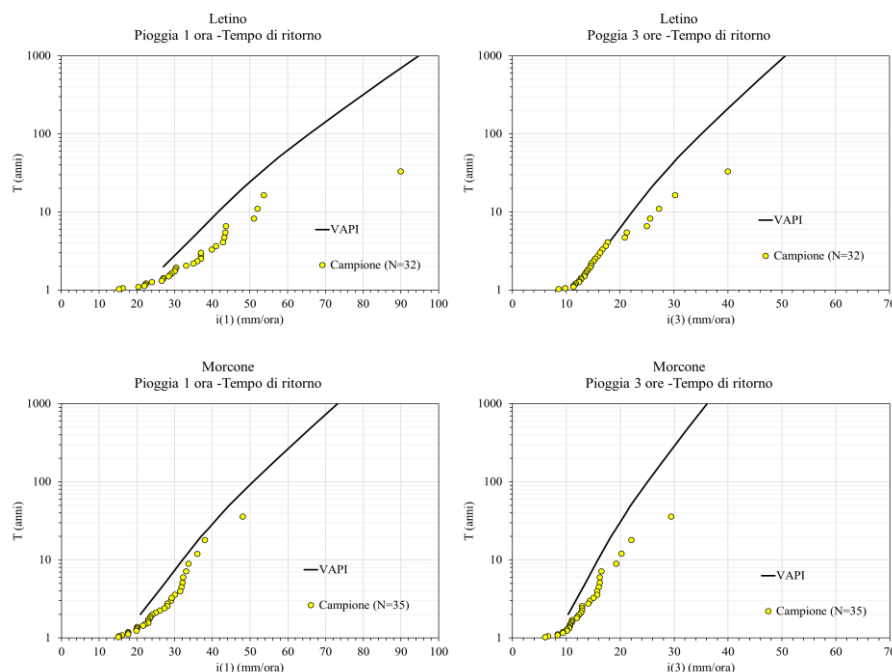 Letino
Pioggia 1 ora -Tempo di ritorno
1000
100
10
1
T (anni)
VAPI
Campione (N=32)
0 10 20 30 40 50 60 70 80 90 100
i(1) (mm/ora)
Letino
Poggia 3 ore -Tempo di ritorno
1000
100
10
1
T (anni)
VAPI
Campione (N=32)
0 10 20 30 40 50 60 70
i(3) (mm/ora)
Morcone
Pioggia 1 ora -Tempo di ritorno
1000
100
10
1
T (anni)
VAPI
Campione (N=35)
0 10 20 30 40 50 60 70 80 90 100
i(1) (mm/ora)
Morcone
Pioggia 3 ore -Tempo di ritorno
1000
100
10
1
T (anni)
VAPI
Campione (N=35)
0 10 20 30 40 50 60 70
i(3) (mm/ora)